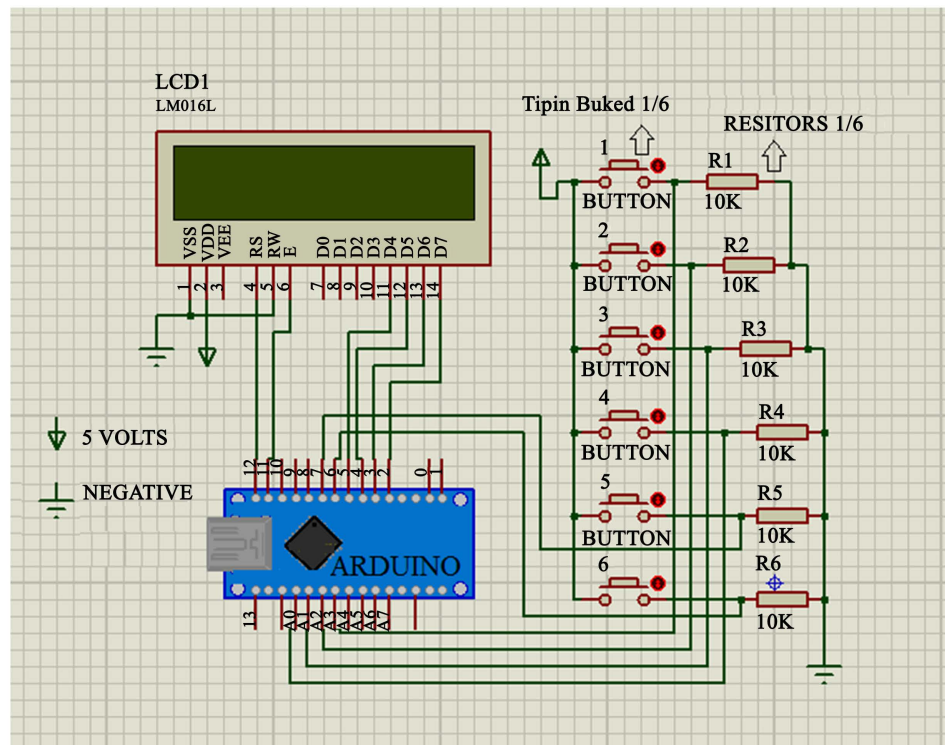 LCD1
LM016L
Tipin Buked 1/6
RESITORS 1/6
VSS VDD VEE RS RW E D0 D1 D2 D3 D4 D5 D6 D7
1 2 3 4 5 6 7 8 9 10 11 12 13 14
1
BUTTON
R1
10K
2
BUTTON
R2
10K
3
BUTTON
R3
10K
4
BUTTON
R4
10K
5
BUTTON
R5
10K
6
R6
10K
5 VOLTS
NEGATIVE
12 11 10 9 8 7 6 5 4 3 2 0 1
ARDUINO
13 A0 A1 A2 A3 A4 A5 A6 A7